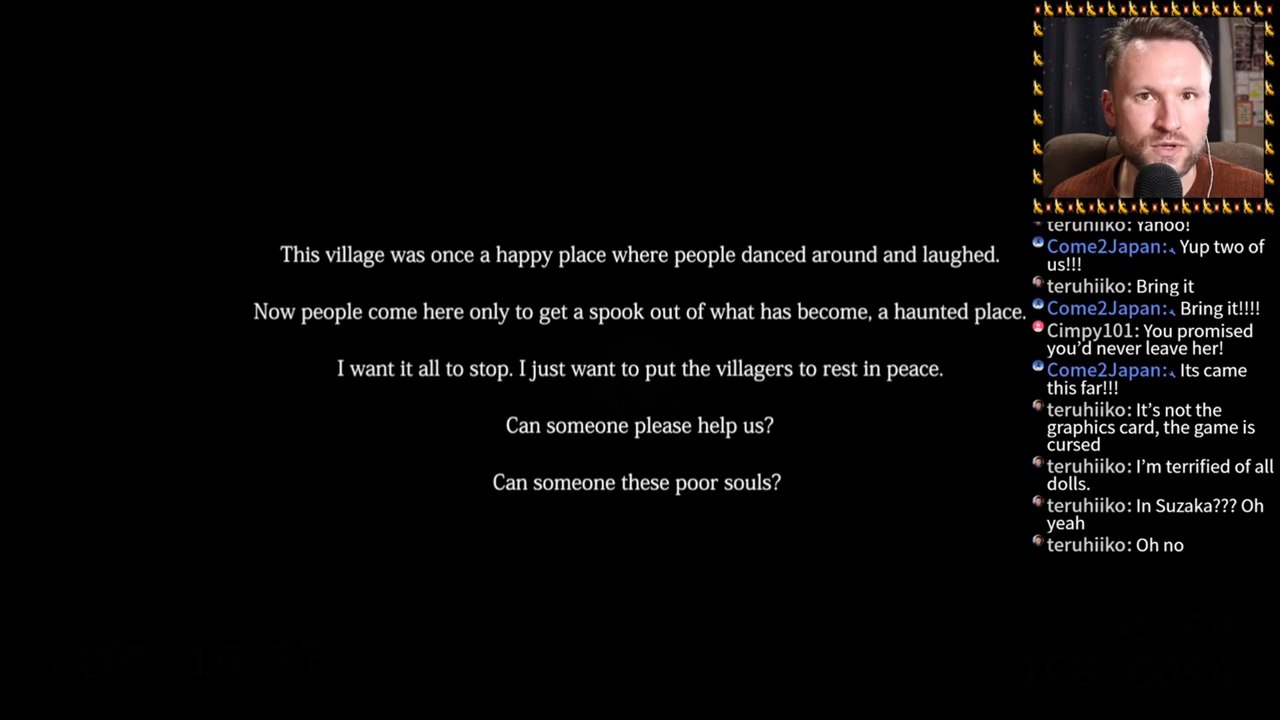 This village was once a happy place where people danced around and laughed.
Now people come here only to get a spook out of what has become, a haunted place.
I want it all to stop. I just want to put the villagers to rest in peace.
Can someone please help us?
Can someone these poor souls?
teruhiiko: Yahoo!
Come2Japan: Yup two of
us!!!
teruhiiko: Bring it
Come2Japan: Bring it!!!!
Cimpy101: You promised
you'd never leave her!
Come2Japan: Its came
this far!!!
teruhiiko: It's not the
graphics card, the game is
cursed
teruhiiko: I'm terrified of all
dolls.
teruhiiko: In Suzaka??? Oh
yeah
teruhiiko: Oh no